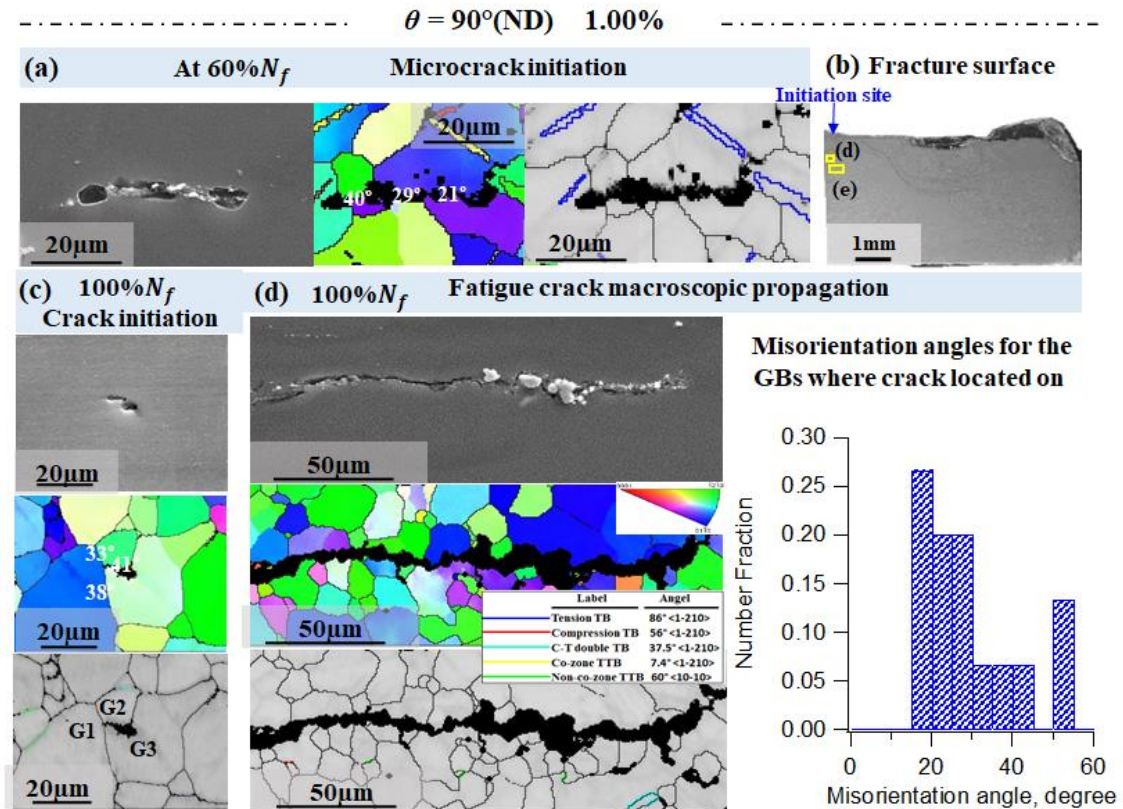 θ = 90°(ND) 1.00%
(a) At 60%N_f Microcrack initiation
20μm
20μm
40° 29° 21°
20μm
(b) Fracture surface
Initiation site
(d)
(e)
1mm
(c) 100%N_f
Crack initiation
20μm
33°
41°
38°
20μm
G2
G1
G3
20μm
(d) 100%N_f Fatigue crack macroscopic propagation
50μm
50μm
Label Angel
Tension TB 86° <1-210>
Compression TB 56° <1-210>
C-T double TB 37.5° <1-210>
Co-zone TTB 7.4° <1-210>
Non-co-zone TTB 60° <10-10>
50μm
Misorientation angles for the
GBs where crack located on
Number Fraction
0.30
0.25
0.20
0.15
0.10
0.05
0.00
0 20 40 60
Misorientation angle, degree